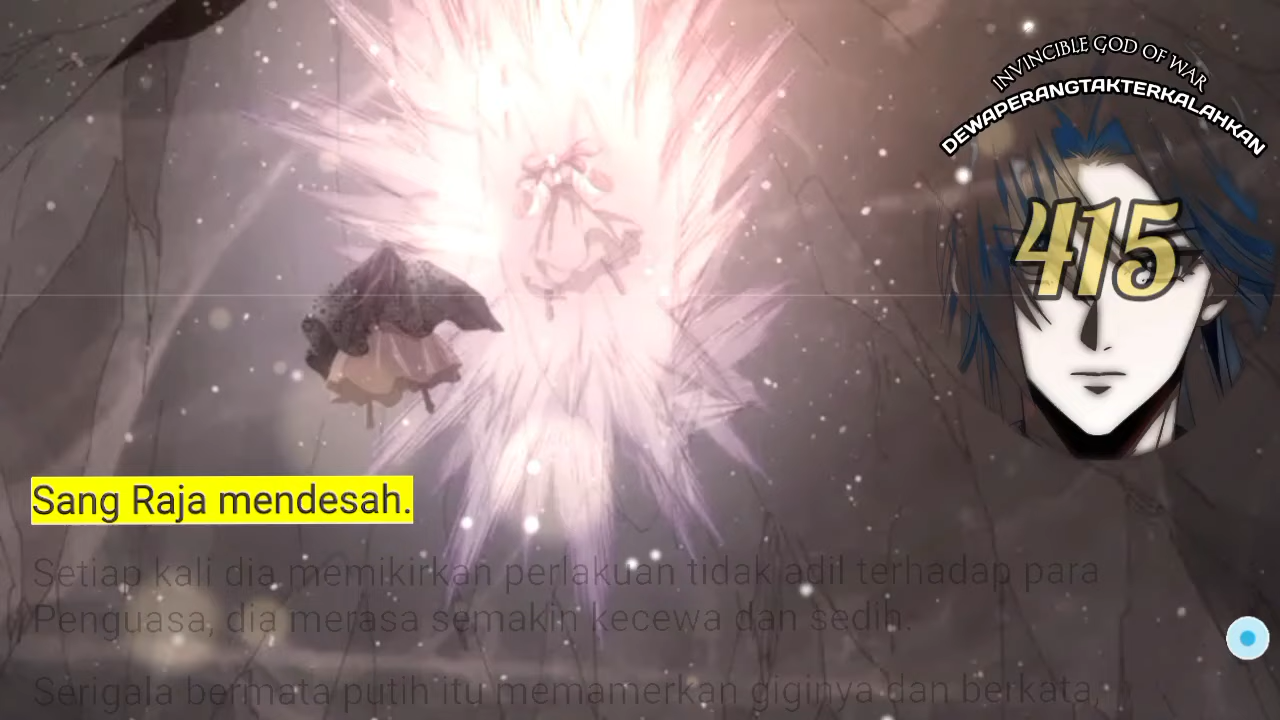 INVINCIBLE GOD OF WAR
DEWAPERANGTAKTERKALAHKAN
415
Sang Raja mendesah.
Setiap kali dia memikirkan perlakuan tidak adil terhadap para
Penguasa, dia merasa semakin kecewa dan sedih.
Serigala bermata putih itu memamerkan giginya dan berkata,